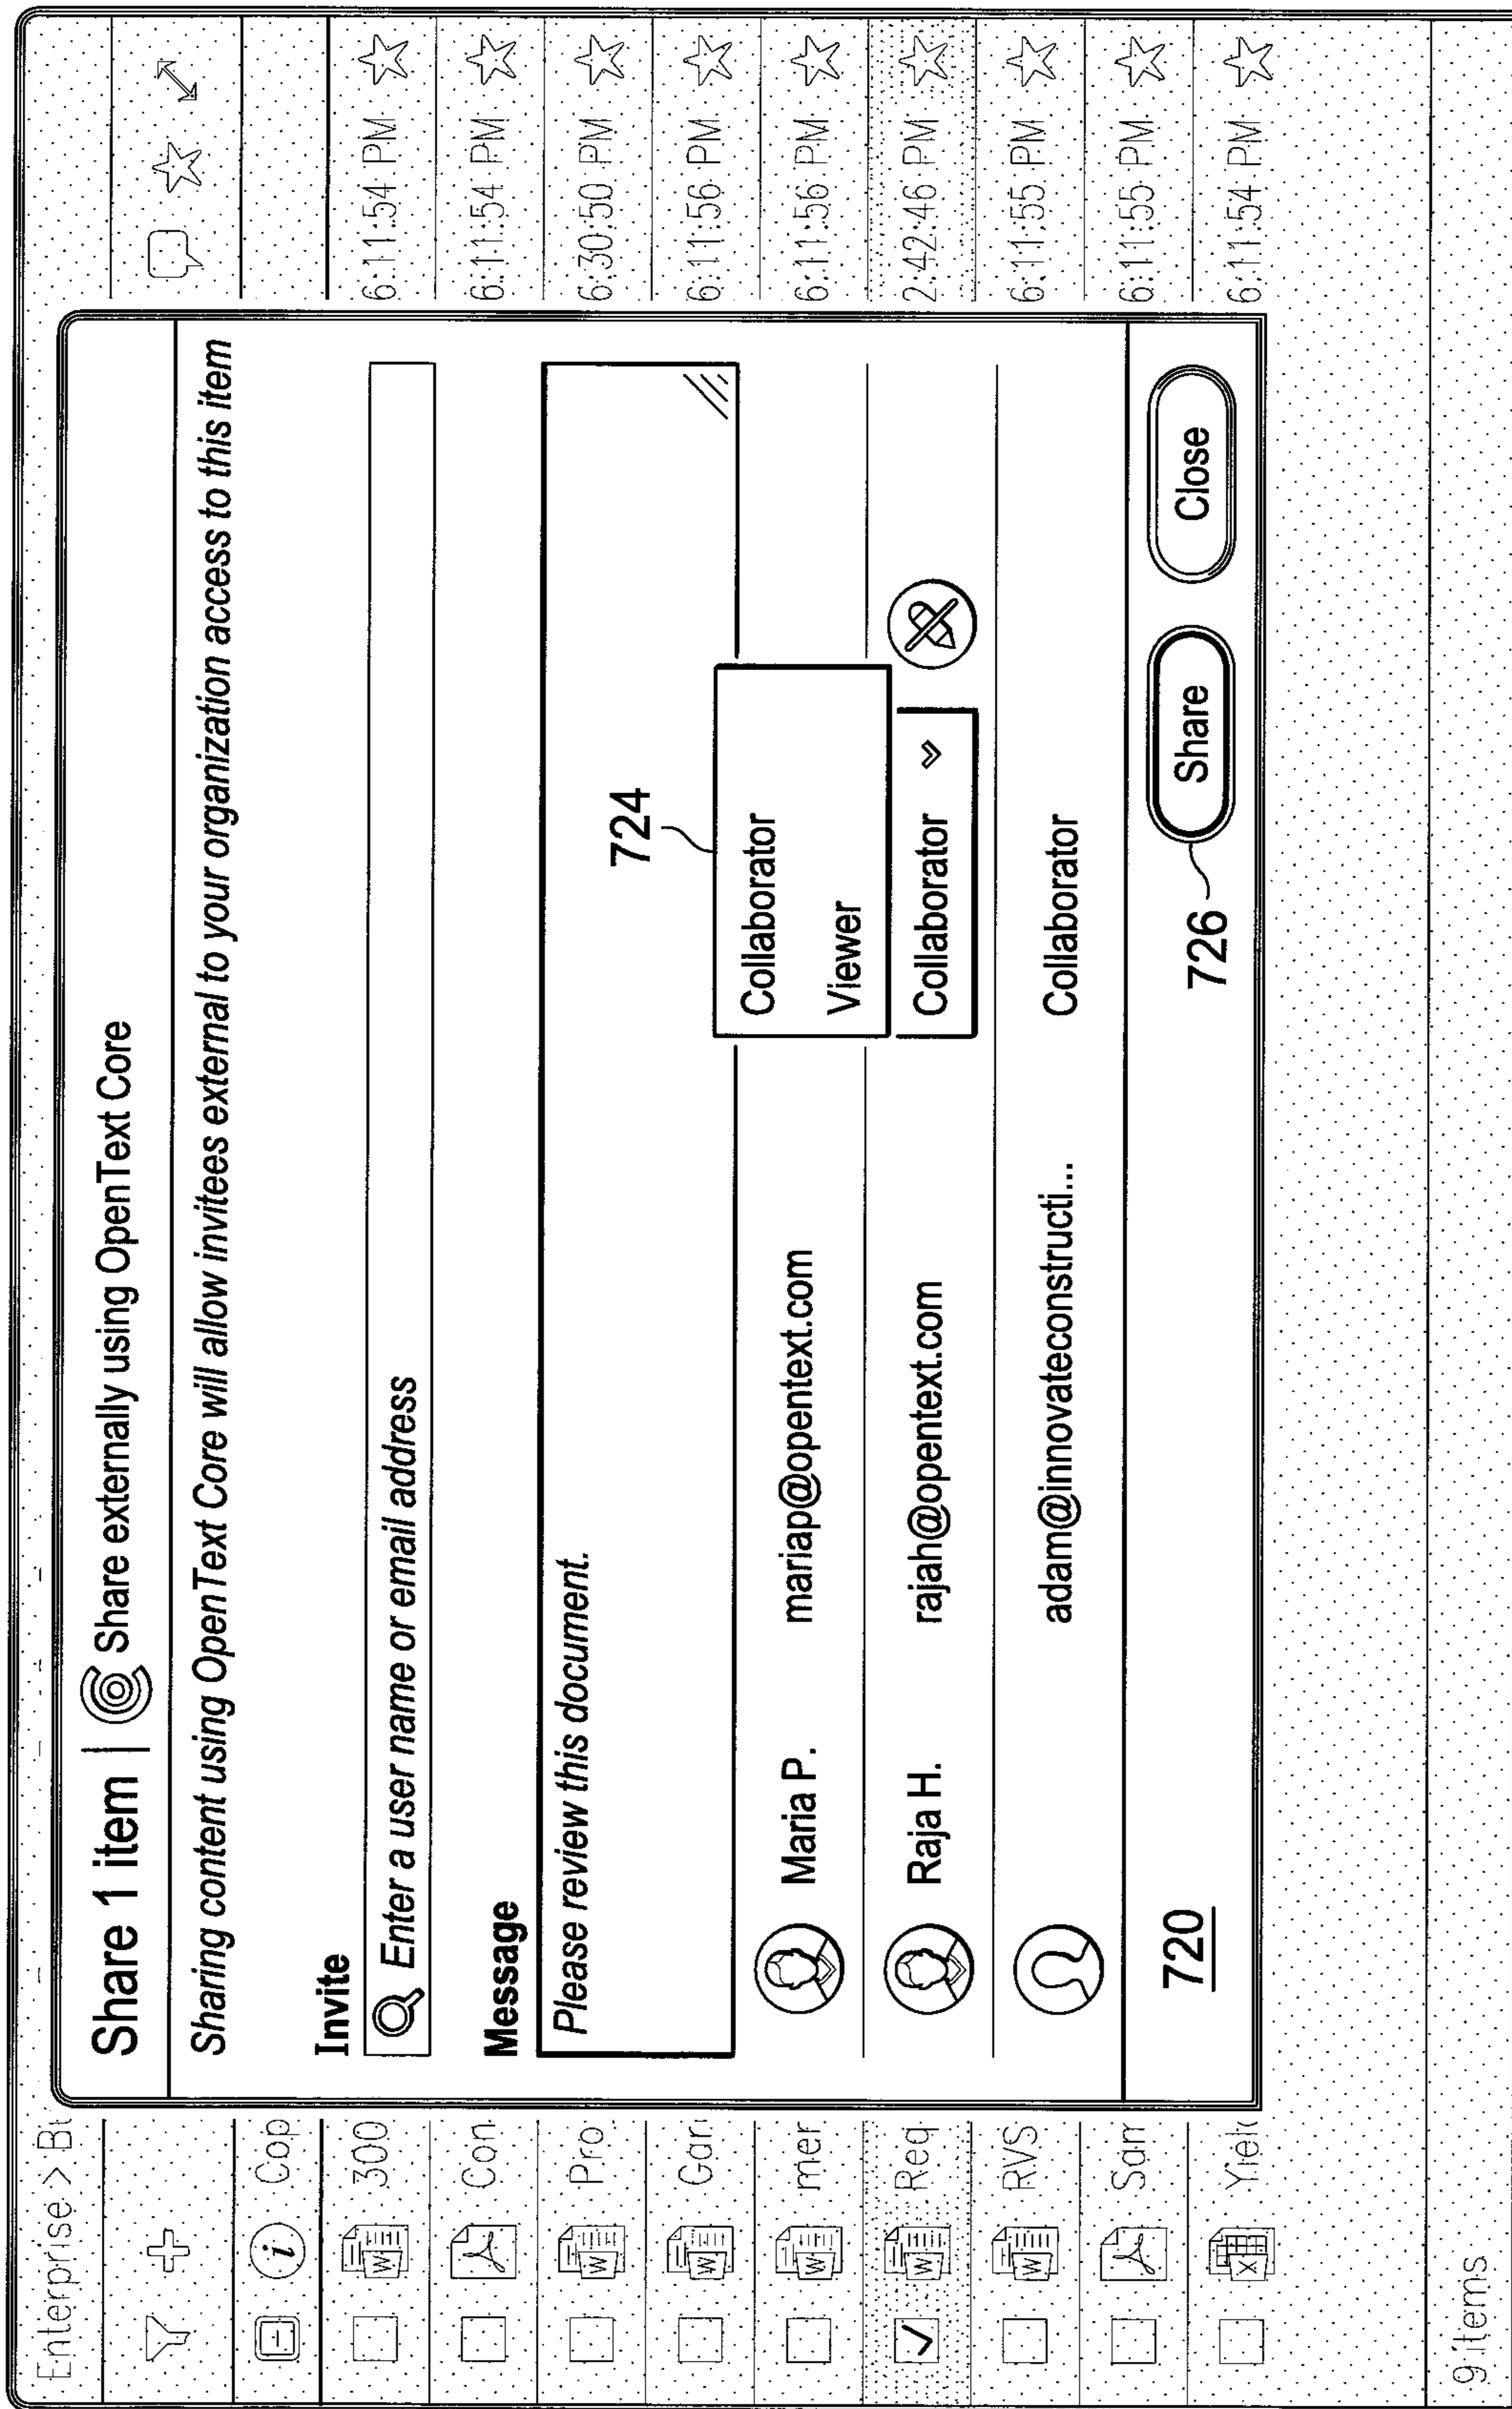 Enterprise >
Share 1 item | Share externally using OpenText Core
Sharing content using OpenText Core will allow invitees external to your organization access to this item
Invite
Enter a user name or email address
Message
Please review this document.
724
Collaborator
Viewer
Maria P. mariap@opentext.com
Raja H. rajah@opentext.com Collaborator
adam@innovateconstructi... Collaborator
720 726 Share Close
Cop
300 6:11:54 PM
Con 6:11:54 PM
Pro 6:30:50 PM
Gar 6:11:56 PM
mer 6:11:56 PM
Req 2:42:46 PM
RVS 6:11:55 PM
Sam 6:11:55 PM
Yield 6:11:54 PM
9 items